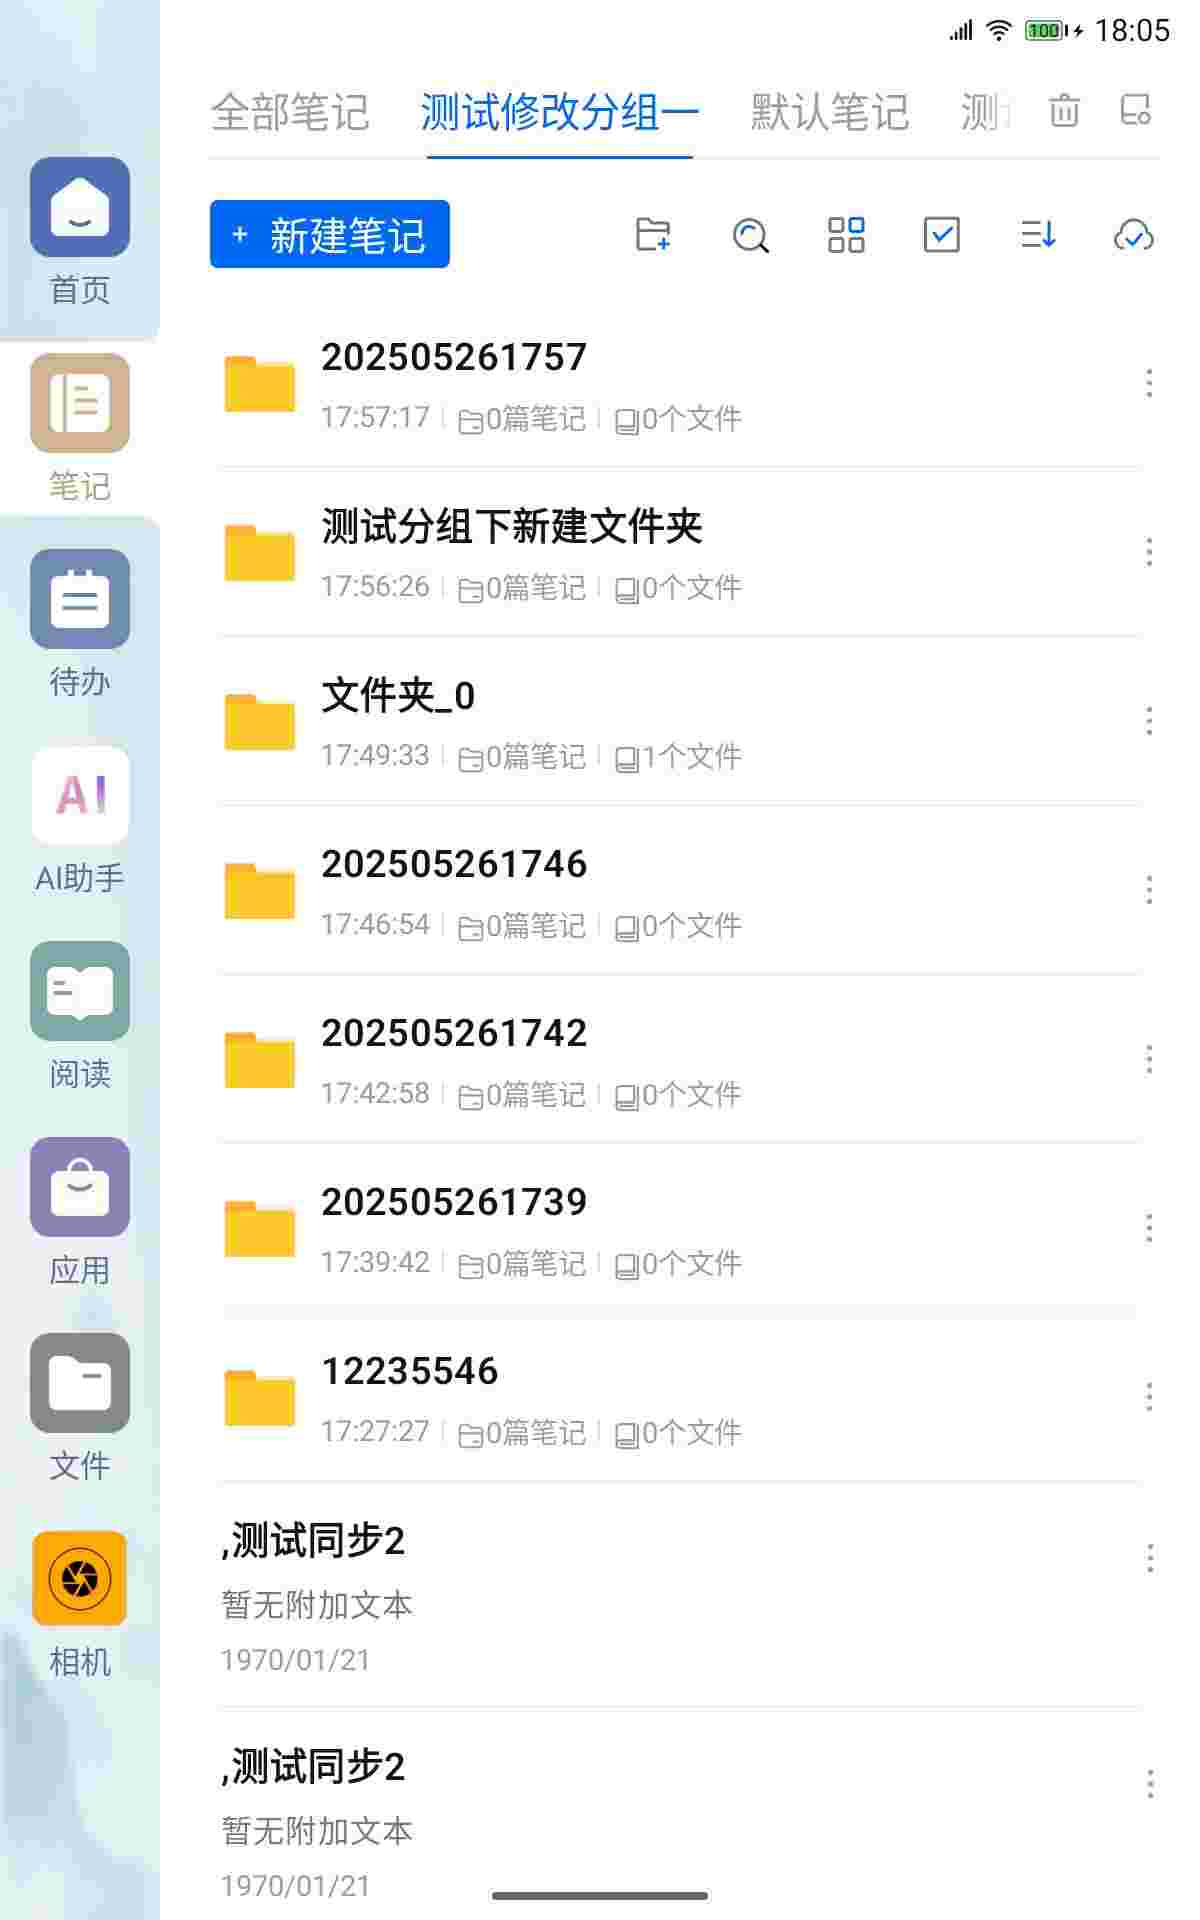 100 18:05
全部笔记 测试修改分组一 默认笔记 测
+ 新建笔记
首页
笔记
待办
AI
AI助手
阅读
应用
文件
相机
202505261757
17:57:17 0篇笔记 0个文件
测试分组下新建文件夹
17:56:26 0篇笔记 0个文件
文件夹_0
17:49:33 0篇笔记 1个文件
202505261746
17:46:54 0篇笔记 0个文件
202505261742
17:42:58 0篇笔记 0个文件
202505261739
17:39:42 0篇笔记 0个文件
12235546
17:27:27 0篇笔记 0个文件
,测试同步2
暂无附加文本
1970/01/21
,测试同步2
暂无附加文本
1970/01/21